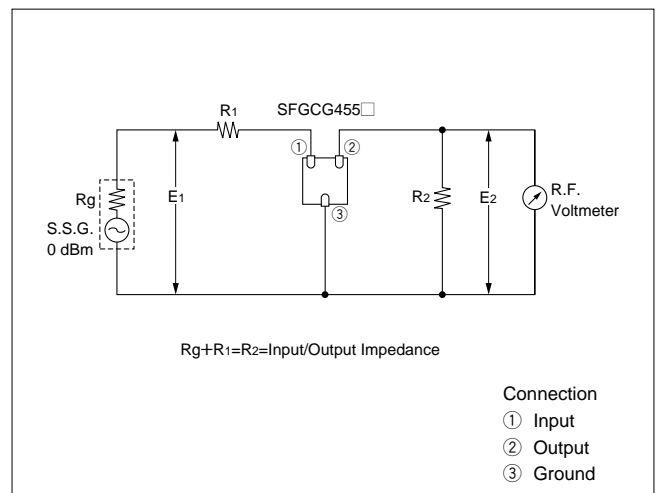 R1
SFGCG455□
① ②
Rg
E1
R2
E2
R.F.
Voltmeter
S.S.G.
0 dBm
③
Rg+R1=R2=Input/Output Impedance
Connection
① Input
② Output
③ Ground